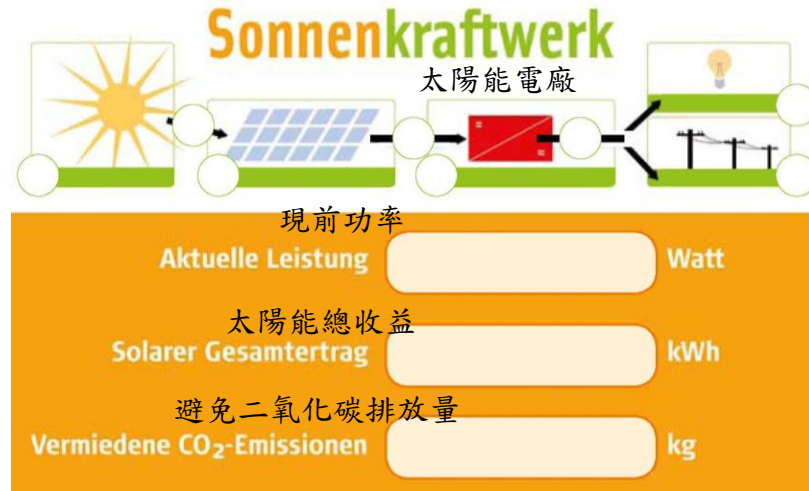 Sonnenkraftwerk
太陽能電廠
現前功率
Aktuelle Leistung Watt
太陽能總收益
Solarer Gesamtertrag kWh
避免二氧化碳排放量
Vermiedene CO₂-Emissionen kg